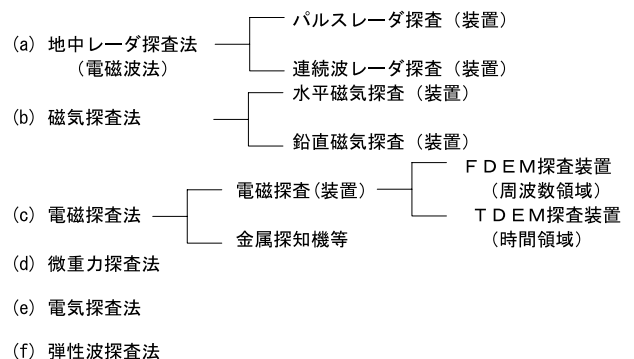 パルスレーダ探査（装置）
(a) 地中レーダ探査法
（電磁波法）
連続波レーダ探査（装置）
水平磁気探査（装置）
(b) 磁気探査法
鉛直磁気探査（装置）
ＦＤＥＭ探査装置
（周波数領域）
電磁探査（装置）
(c) 電磁探査法
ＴＤＥＭ探査装置
（時間領域）
金属探知機等
(d) 微重力探査法
(e) 電気探査法
(f) 弾性波探査法